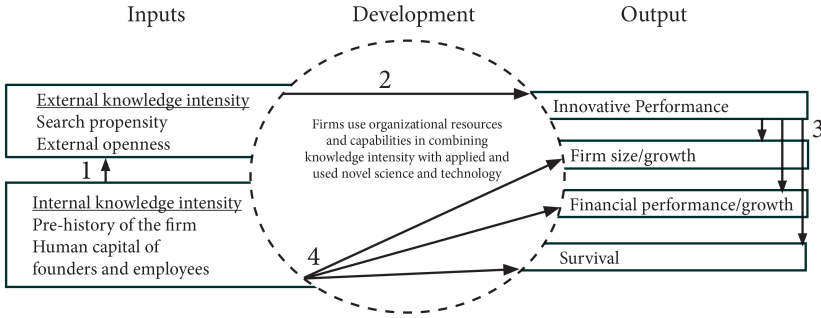 Inputs
Development
Output
External knowledge intensity
Search propensity
External openness
1
Internal knowledge intensity
Pre-history of the firm
Human capital of
founders and employees
2
Firms use organizational resources
and capabilities in combining
knowledge intensity with applied and
used novel science and technology
4
Innovative Performance
3
Firm size/growth
Financial performance/growth
Survival